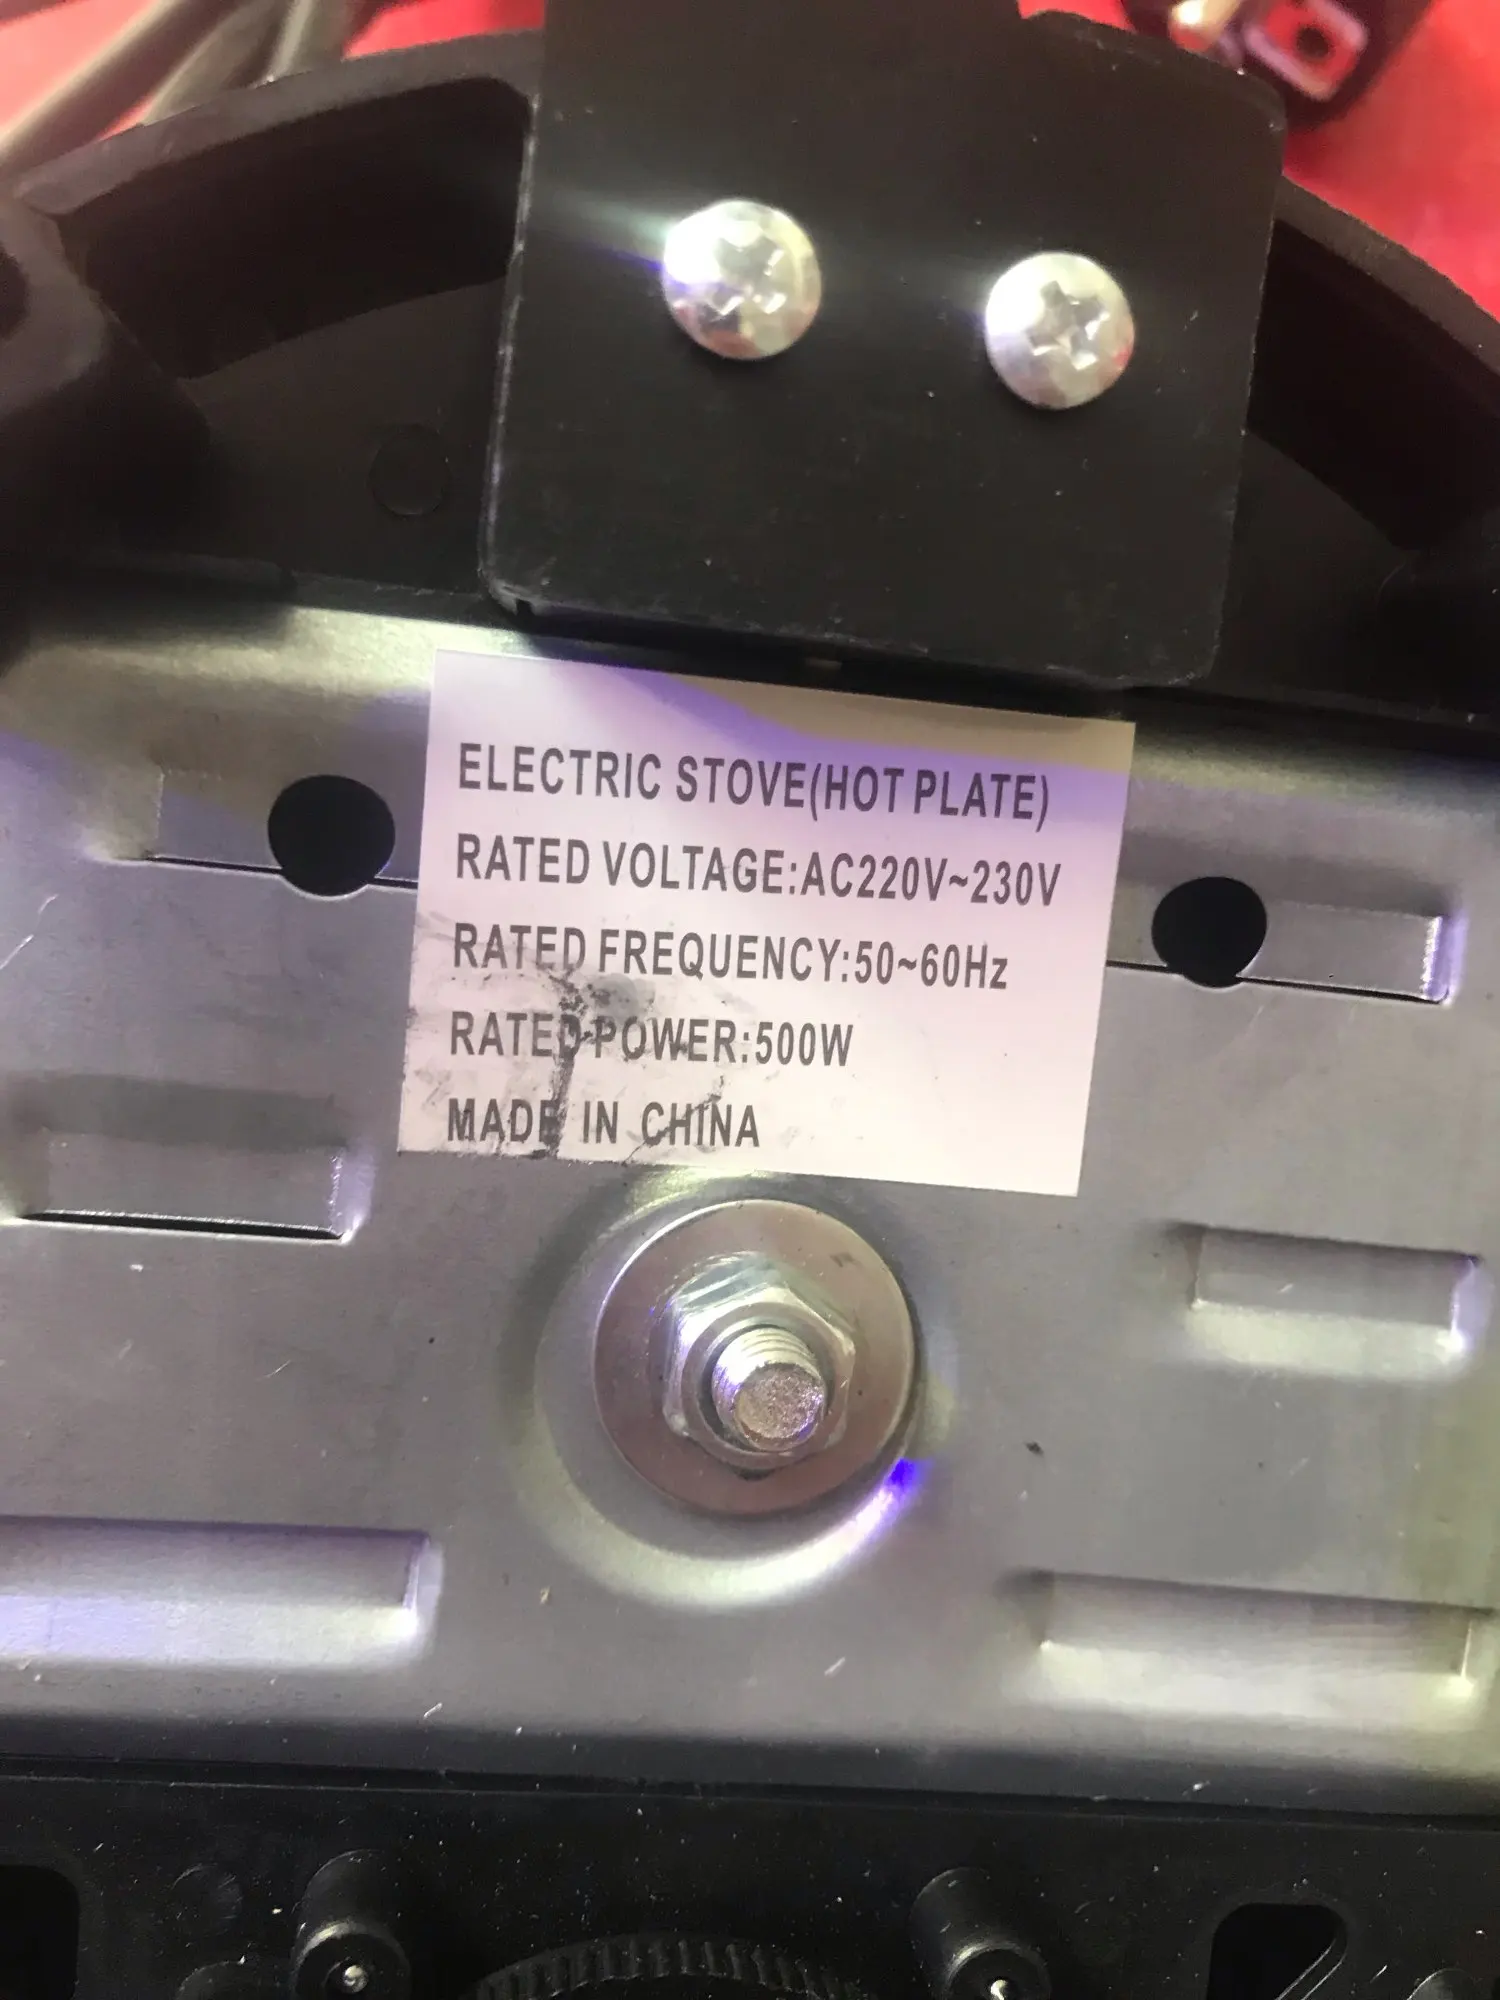 ELECTRIC STOVE(HOT PLATE)
RATED VOLTAGE:AC220V~230V
RATED FREQUENCY:50~60Hz
RATED POWER:500W
MADE IN CHINA